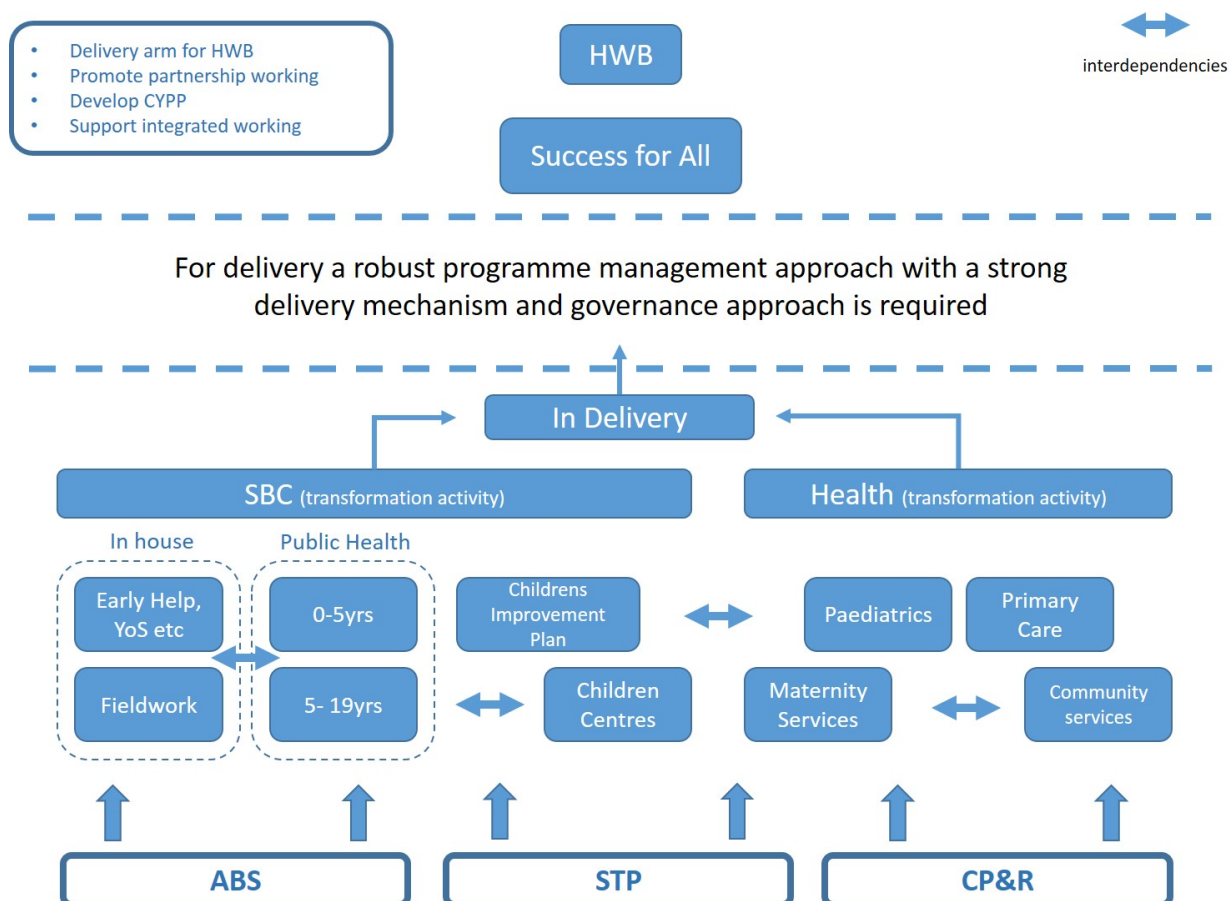 • Delivery arm for HWB
• Promote partnership working
• Develop CYPP
• Support integrated working
HWB
interdependencies
Success for All
For delivery a robust programme management approach with a strong
delivery mechanism and governance approach is required
In Delivery
SBC (transformation activity)
Health (transformation activity)
In house
Public Health
Early Help,
YoS etc
0-5yrs
Childrens
Improvement
Plan
Paediatrics
Primary
Care
Fieldwork
5- 19yrs
Children
Centres
Maternity
Services
Community
services
ABS
STP
CP&R